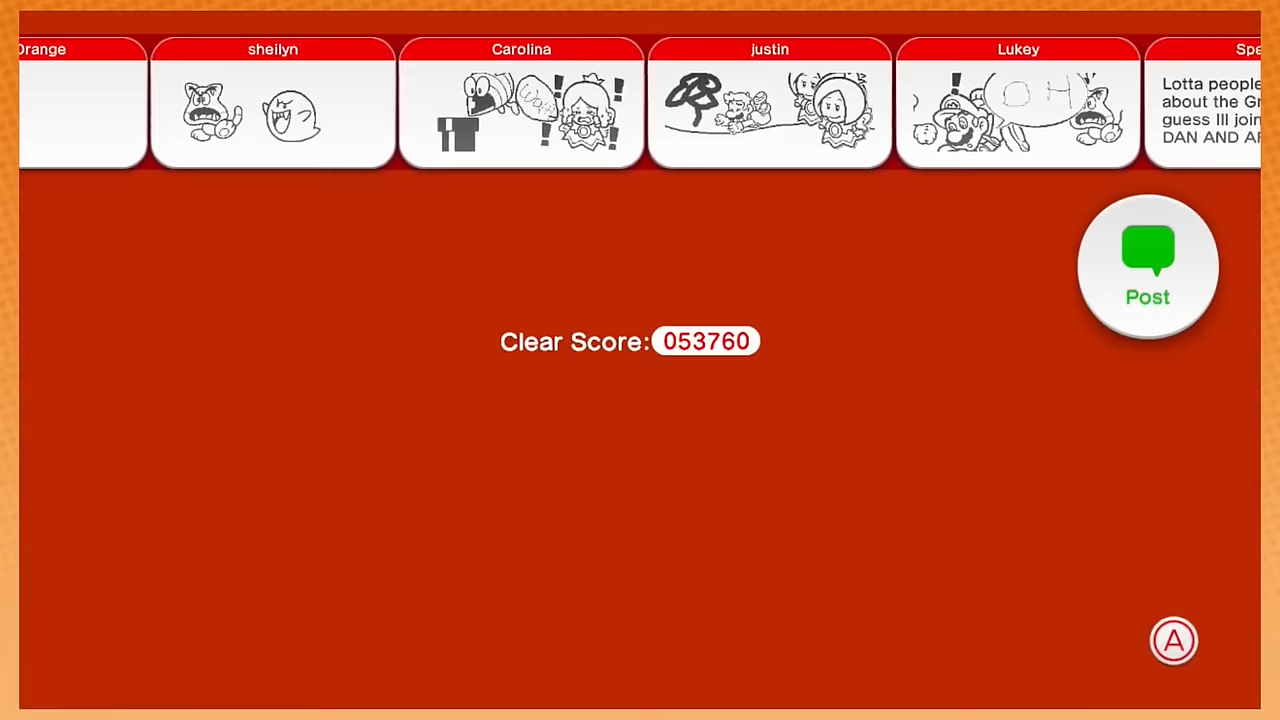 Orange
sheilyn
Carolina
justin
Lukey
Spe
Lotta people
about the Gr
guess III join
DAN AND AR
Post
Clear Score: 053760
A